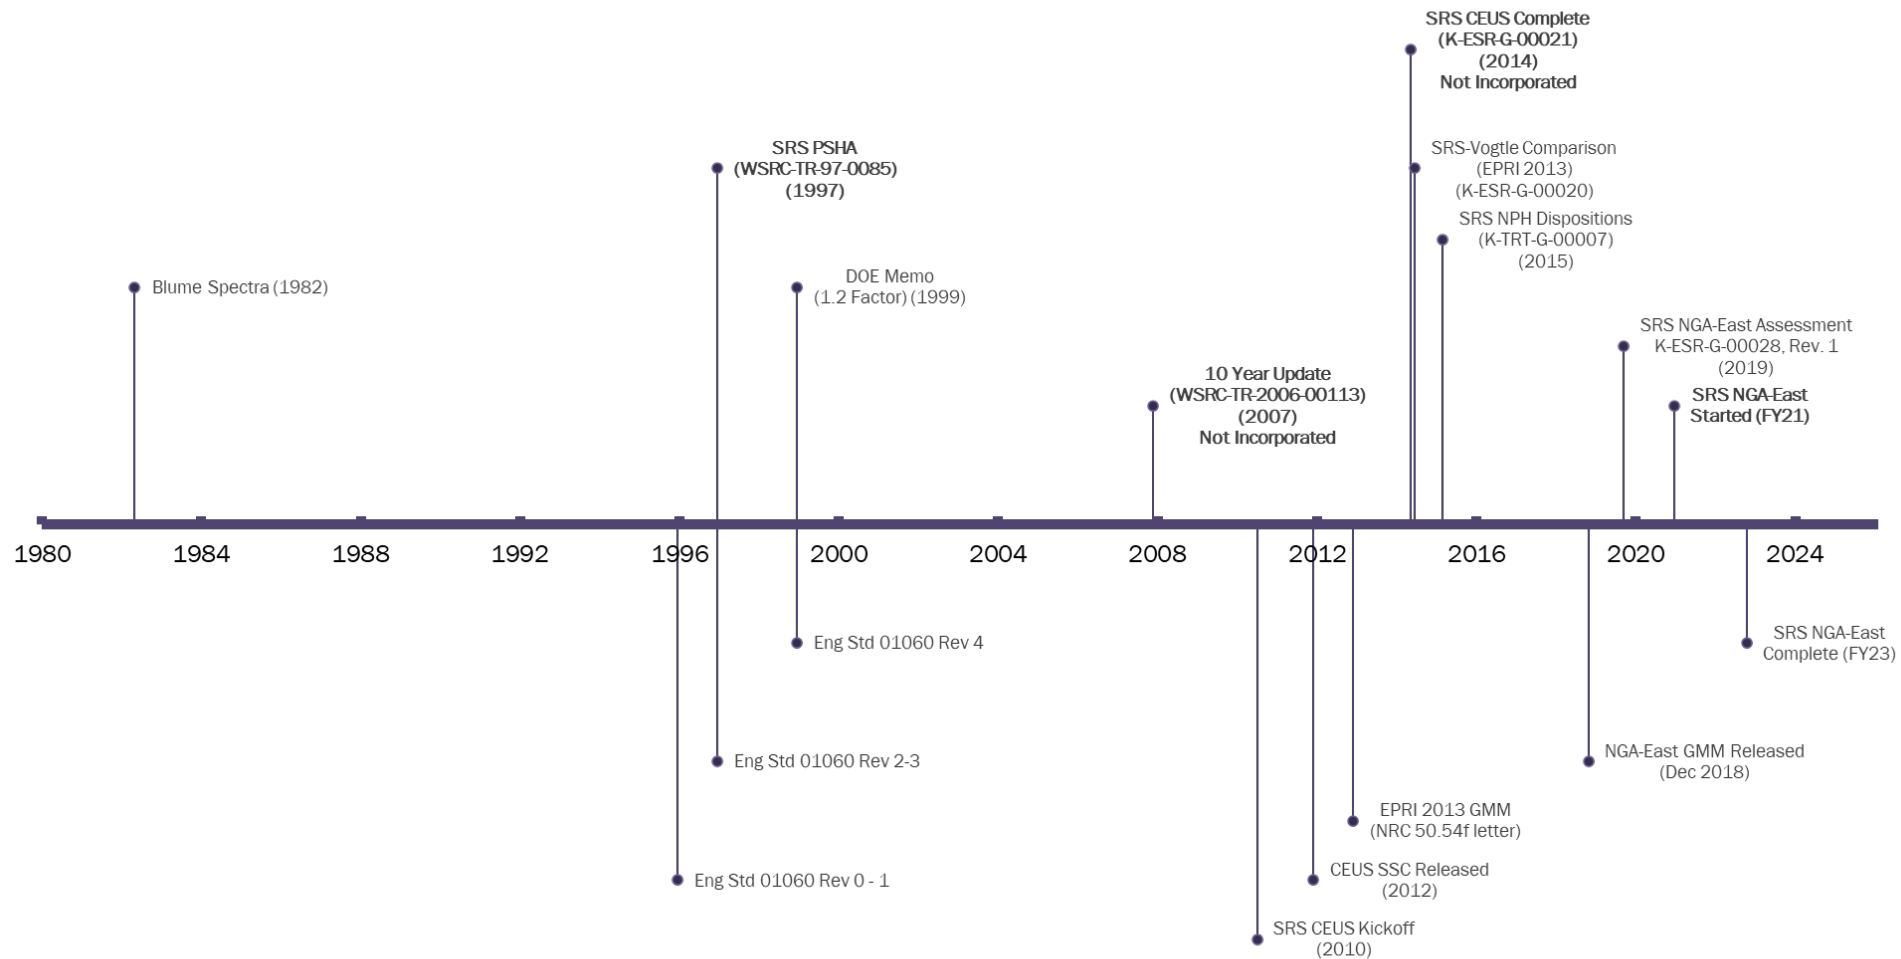 SRS CEUS Complete
(K-ESR-G-00021)
(2014)
Not Incorporated
SRS PSHA
(WSRC-TR-97-0085)
(1997)
SRS-Vogtle Comparison
(EPRI 2013)
(K-ESR-G-00020)
SRS NPH Dispositions
(K-TRT-G-00007)
(2015)
Blume Spectra (1982)
DOE Memo
(1.2 Factor) (1999)
SRS NGA-East Assessment
K-ESR-G-00028, Rev. 1
(2019)
10 Year Update
(WSRC-TR-2006-00113)
(2007)
Not Incorporated
SRS NGA-East
Started (FY21)
1980 1984 1988 1992 1996 2000 2004 2008 2012 2016 2020 2024
Eng Std 01060 Rev 4
SRS NGA-East
Complete (FY23)
Eng Std 01060 Rev 2-3
NGA-East GMM Released
(Dec 2018)
EPRI 2013 GMM
(NRC 50.54f letter)
Eng Std 01060 Rev 0 - 1
CEUS SSC Released
(2012)
SRS CEUS Kickoff
(2010)